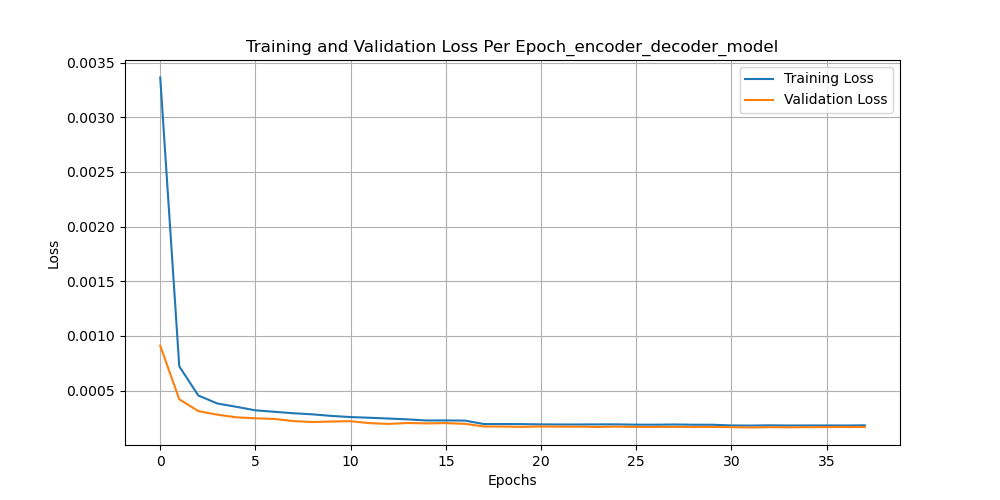 Training and Validation Loss Per Epoch_encoder_decoder_model
Training Loss
Validation Loss
Loss
0.0035
0.0030
0.0025
0.0020
0.0015
0.0010
0.0005
0 5 10 15 20 25 30 35
Epochs